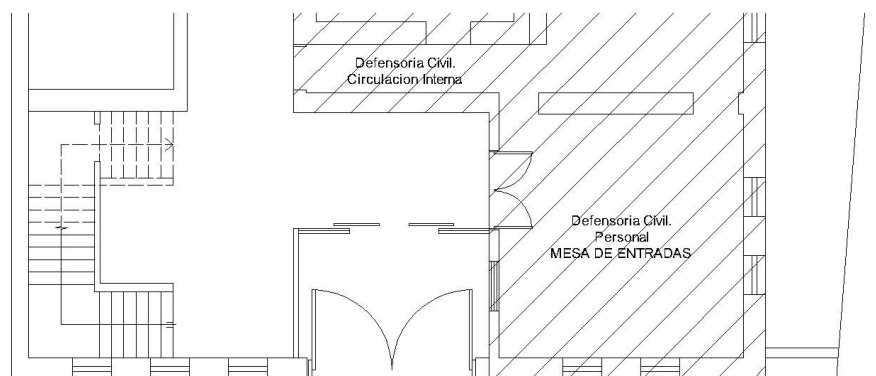 Defensoria Civil.
Circulacion Interna
Defensoria Civil.
Personal
MESA DE ENTRADAS